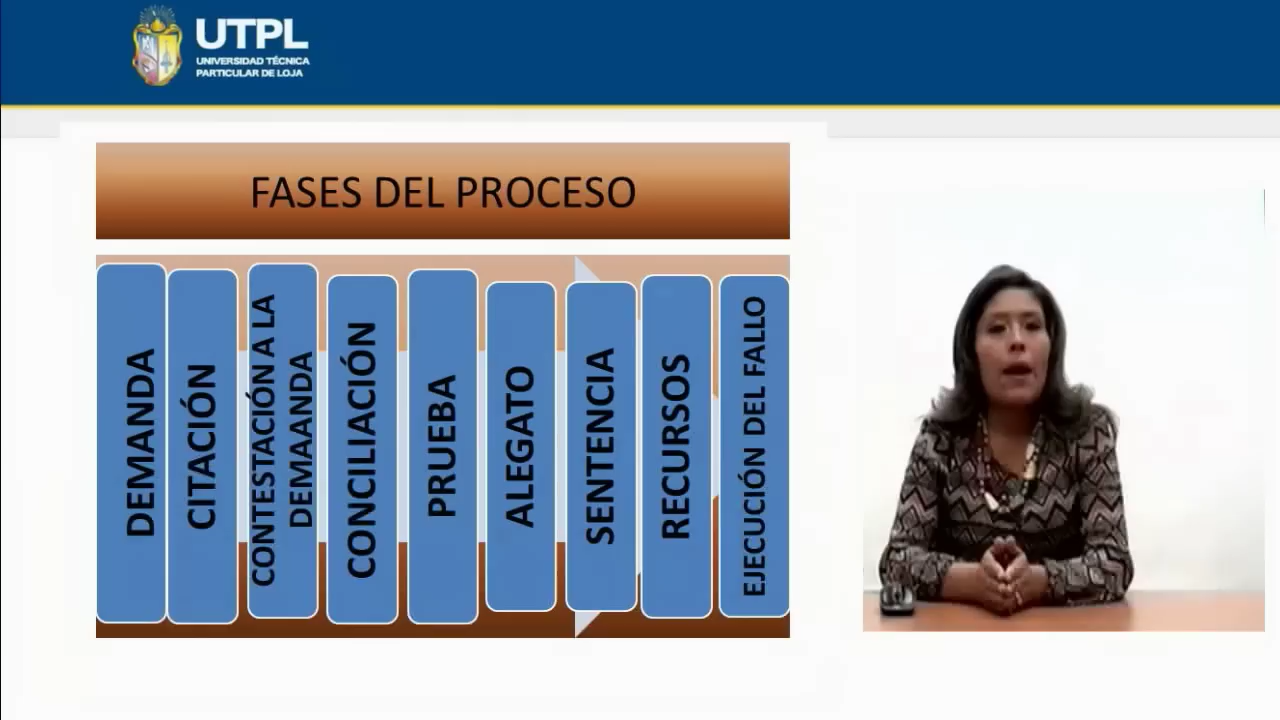 UTPL
UNIVERSIDAD TÉCNICA
PARTICULAR DE LOJA
FASES DEL PROCESO
DEMANDA
CITACIÓN
CONTESTACIÓN A LA
DEMAANDA
CONCILIACIÓN
PRUEBA
ALEGATO
SENTENCIA
RECURSOS
EJECUCIÓN DEL FALLO